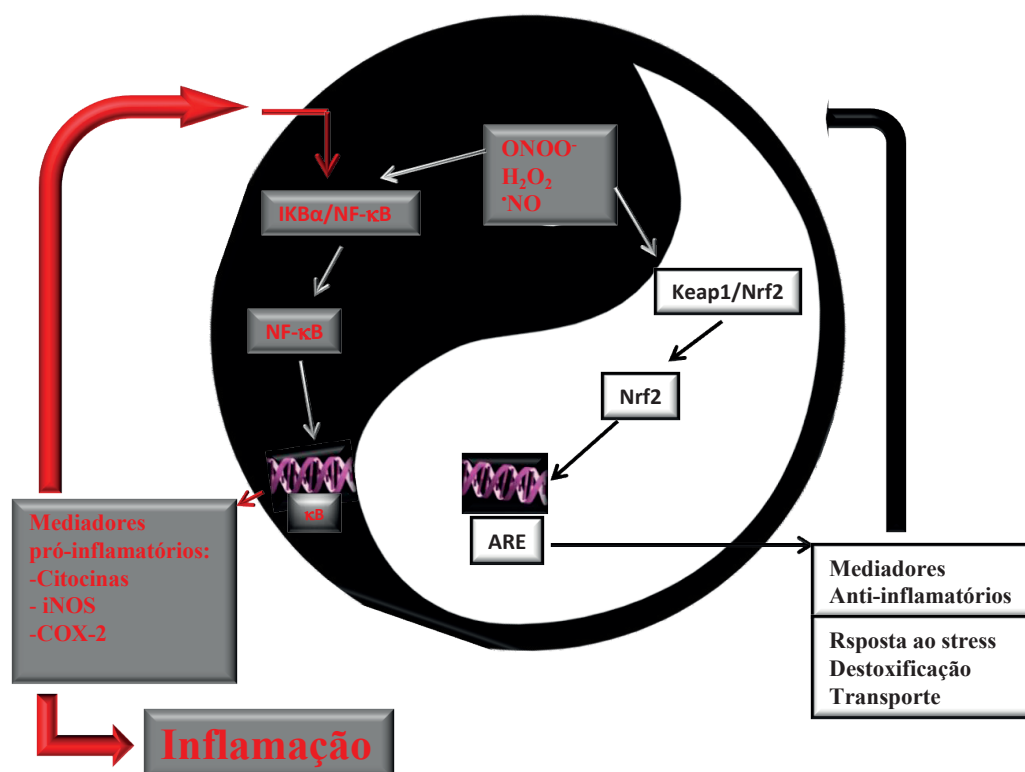 ONOO⁻
H₂O₂
•NO
IKBα/NF-κB
Keap1/Nrf2
NF-κB
Nrf2
κB
ARE
Mediadores
pró-inflamatórios:
-Citocinas
- iNOS
-COX-2
Mediadores
Anti-inflamatórios
Rsposta ao stress
Destoxificação
Transporte
Inflamação